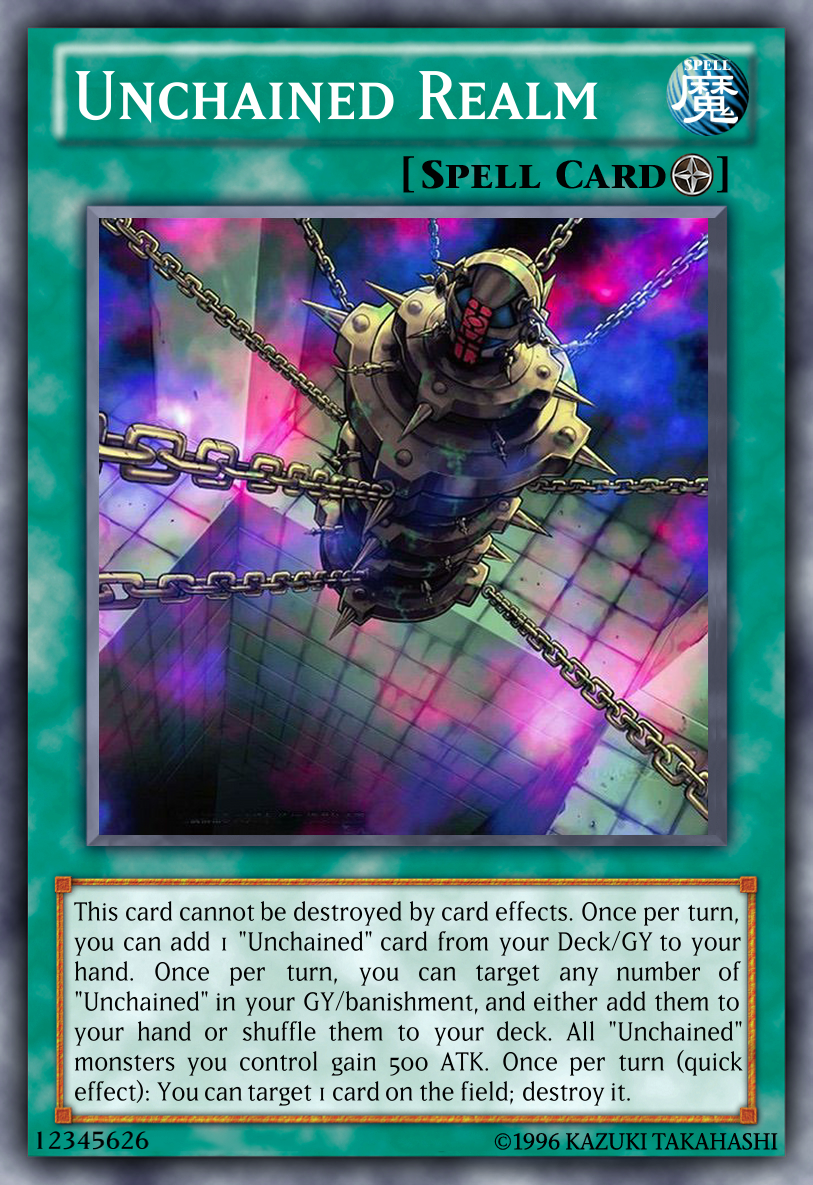 Unchained Realm
SPELL
魔
[Spell Card]
This card cannot be destroyed by card effects. Once per turn,
you can add 1 "Unchained" card from your Deck/GY to your
hand. Once per turn, you can target any number of
"Unchained" in your GY/banishment, and either add them to
your hand or shuffle them to your deck. All "Unchained"
monsters you control gain 500 ATK. Once per turn (quick
effect): You can target 1 card on the field; destroy it.
12345626
©1996 KAZUKI TAKAHASHI